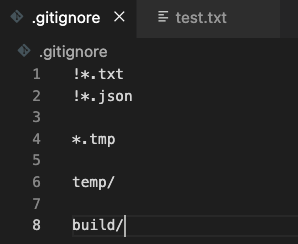 .gitignore × test.txt
.gitignore
1 !*.txt
2 !*.json
3
4 *.tmp
5
6 temp/
7
8 build/